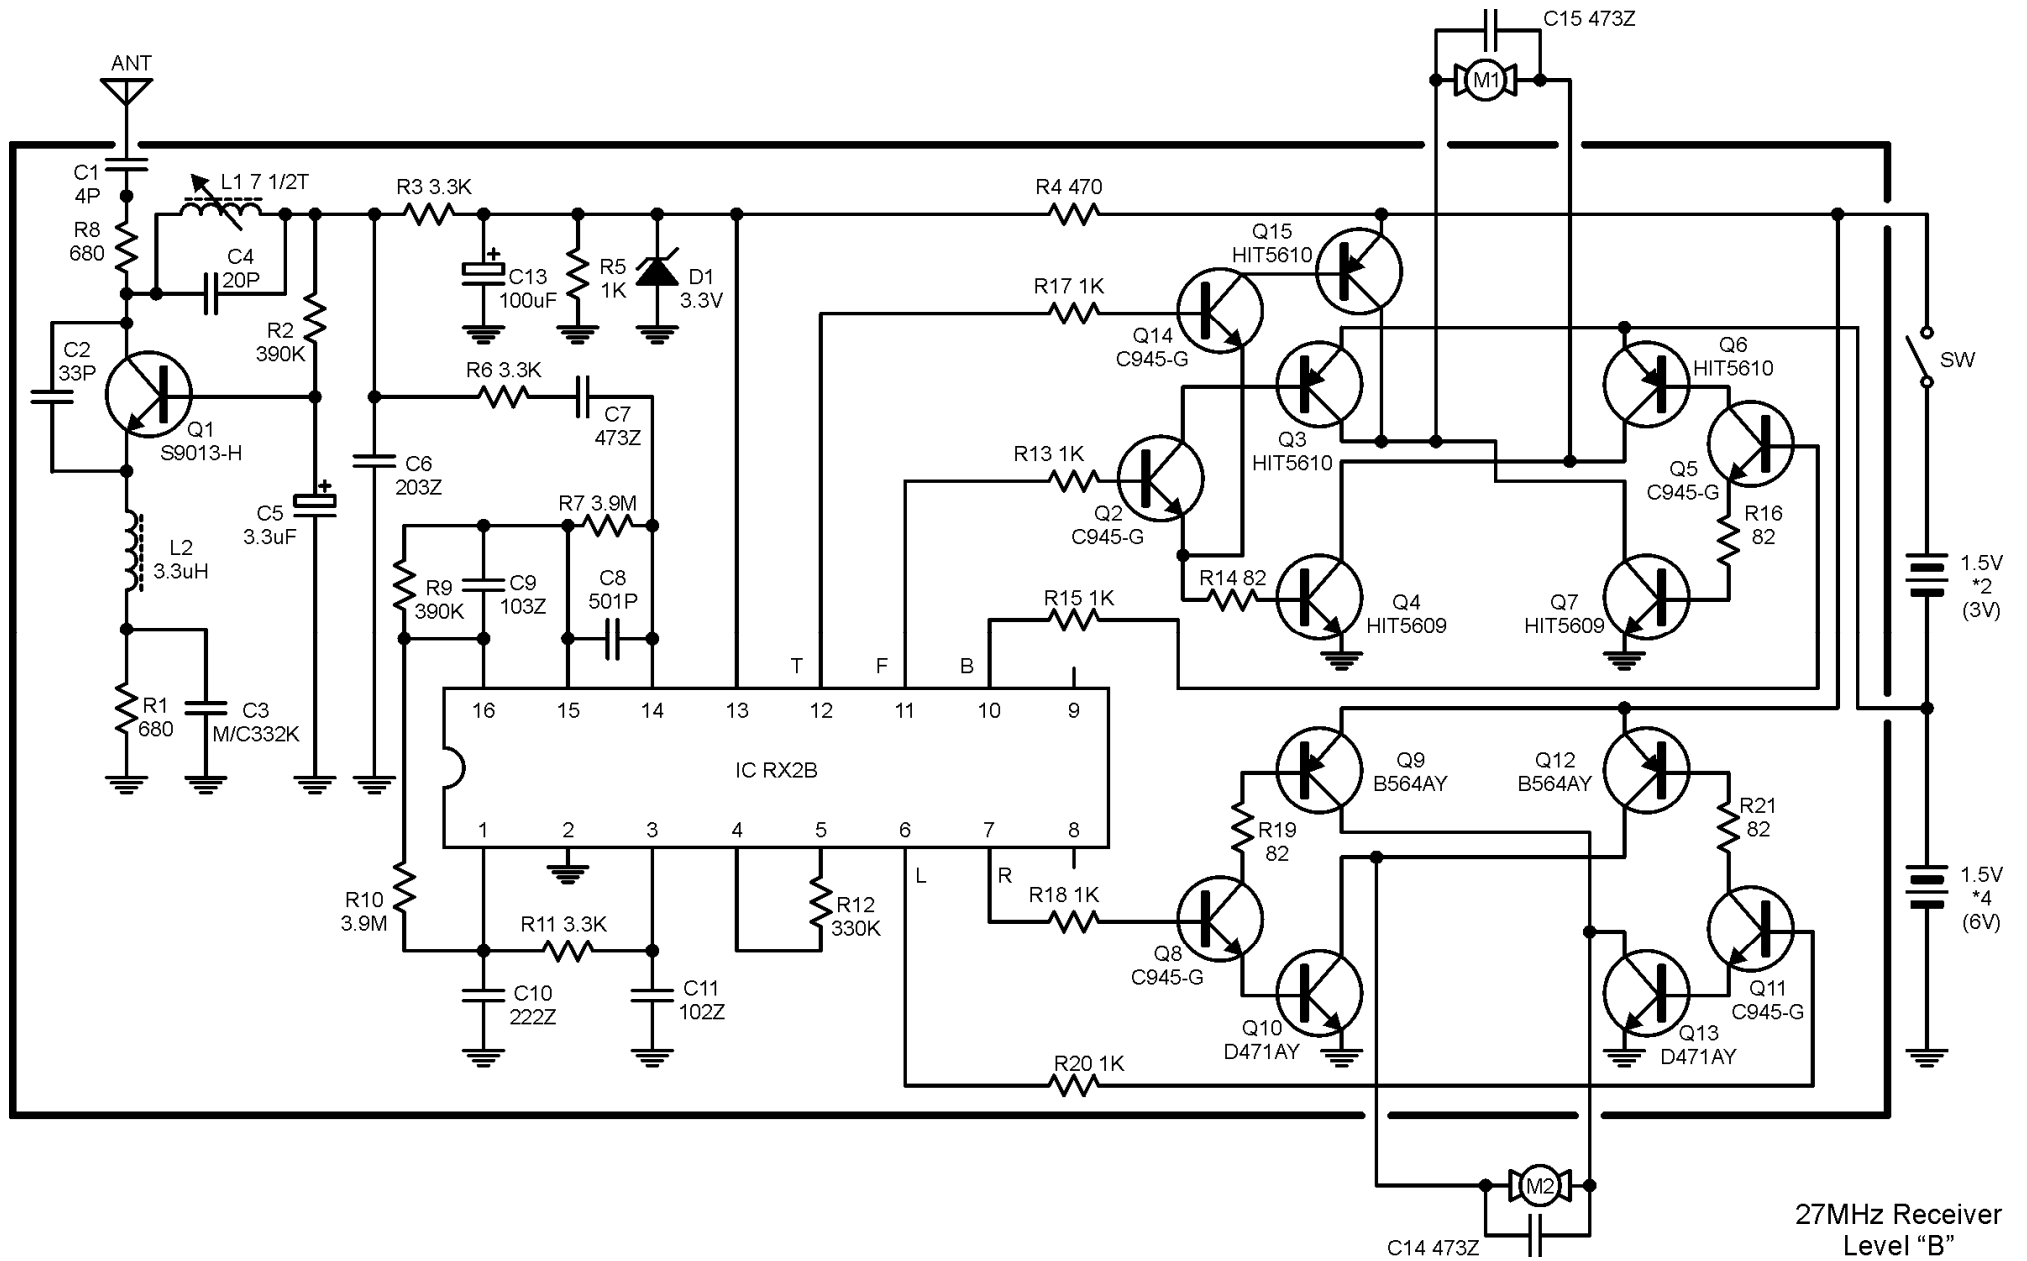 C15 473Z
M1
ANT
C1
4P
L1 7 1/2T
R3 3.3K
R4 470
R8
680
C4
20P
Q15
HIT5610
+
C13
100uF
R5
1K
D1
3.3V
R17 1K
R2
390K
Q14
C945-G
Q6
HIT5610
SW
C2
33P
R6 3.3K
C7
473Z
Q1
S9013-H
Q3
HIT5610
R13 1K
Q5
C945-G
C6
203Z
+
C5
3.3uF
R7 3.9M
Q2
C945-G
R16
82
L2
3.3uH
R9
390K
C9
103Z
C8
501P
R14 82
R15 1K
Q4
HIT5609
Q7
HIT5609
1.5V
*2
(3V)
T
F
B
R1
680
C3
M/C332K
16
15
14
13
12
11
10
9
IC RX2B
Q9
B564AY
Q12
B564AY
1
2
3
4
5
6
7
8
R19
82
R21
82
L
R
R10
3.9M
R11 3.3K
R12
330K
R18 1K
1.5V
*4
(6V)
Q8
C945-G
C10
222Z
C11
102Z
Q11
C945-G
Q10
D471AY
Q13
D471AY
R20 1K
M2
C14 473Z
27MHz Receiver
Level “B”